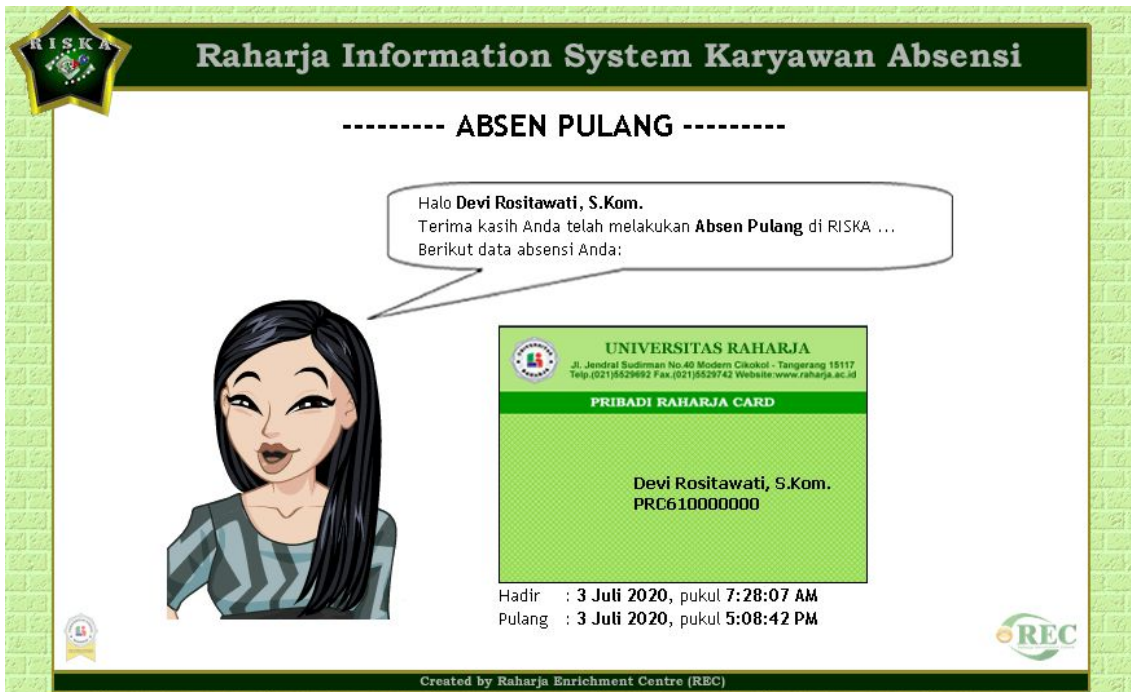 RISKA
Raharja Information System Karyawan Absensi
--------- ABSEN PULANG ---------
Halo Devi Rositawati, S.Kom.
Terima kasih Anda telah melakukan Absen Pulang di RISKA ...
Berikut data absensi Anda:
UNIVERSITAS RAHARJA
Jl. Jendral Sudirman No.40 Modern Cikokol - Tangerang 15117
Telp.(021)5529692 Fax.(021)5529742 Website:www.raharja.ac.id
PRIBADI RAHARJA CARD
Devi Rositawati, S.Kom.
PRC610000000
Hadir : 3 Juli 2020, pukul 7:28:07 AM
Pulang : 3 Juli 2020, pukul 5:08:42 PM
REC
Created by Raharja Enrichment Centre (REC)